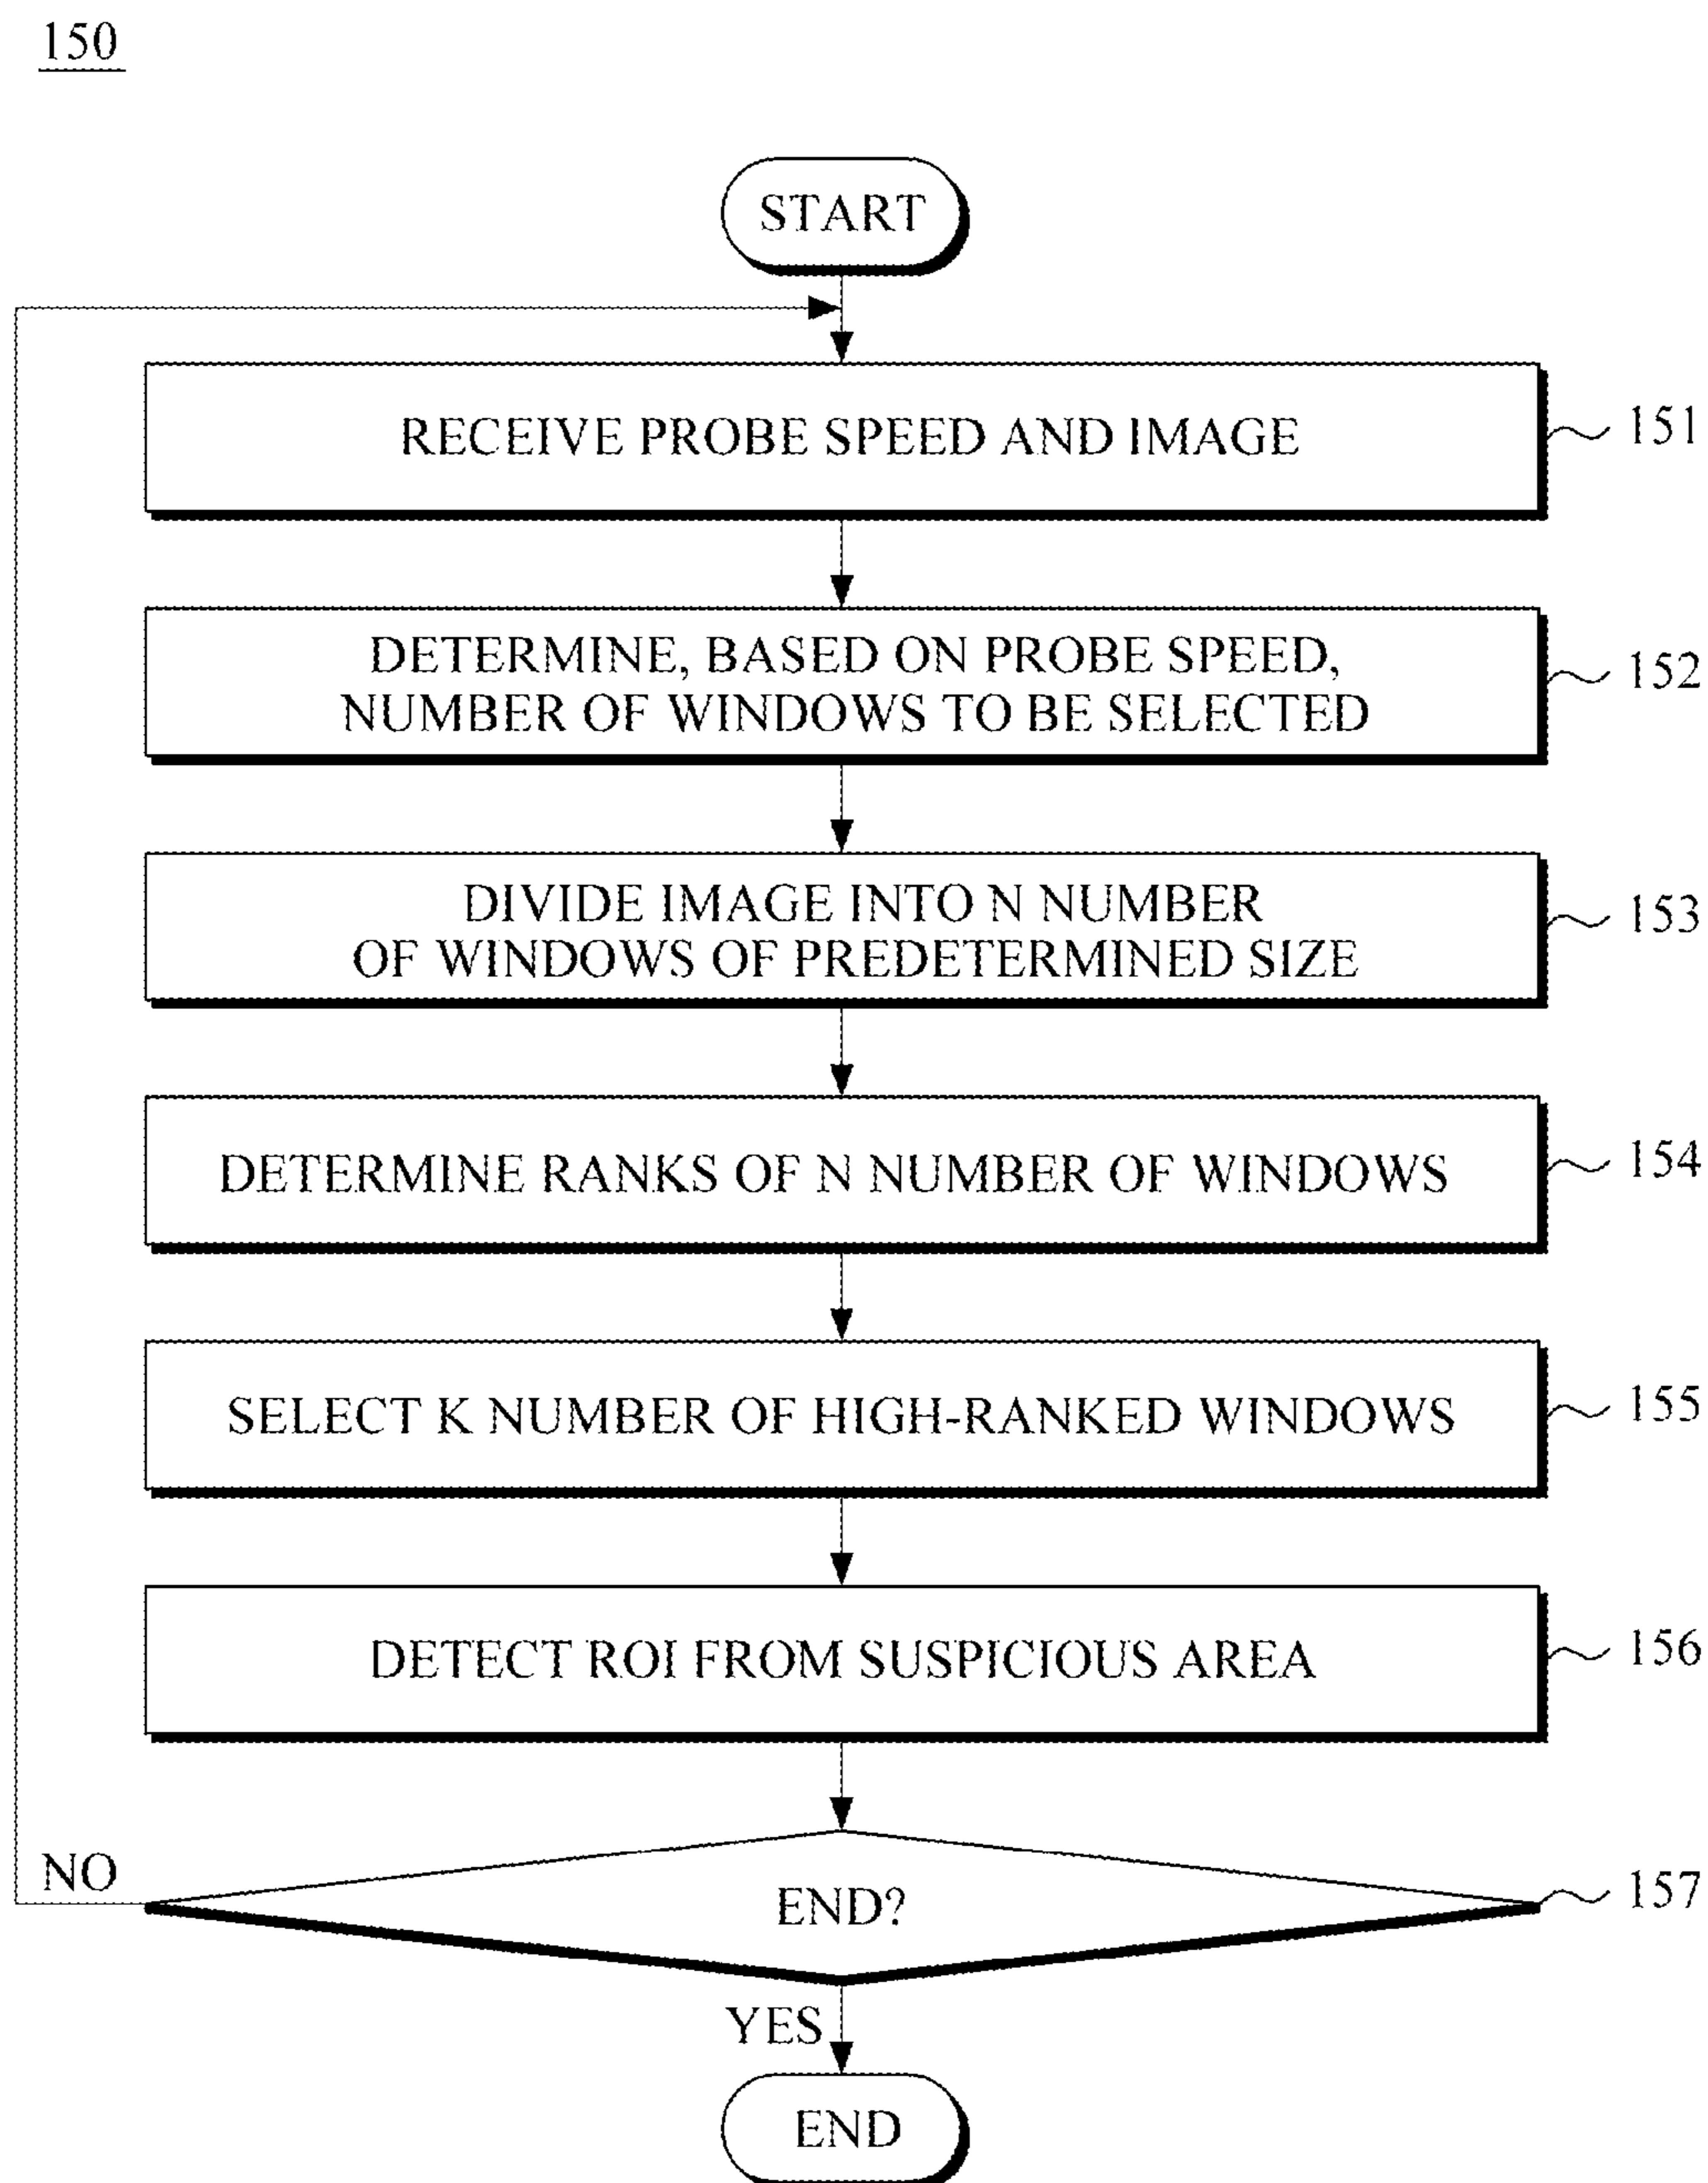 150
START
RECEIVE PROBE SPEED AND IMAGE
151
DETERMINE, BASED ON PROBE SPEED,
NUMBER OF WINDOWS TO BE SELECTED
152
DIVIDE IMAGE INTO N NUMBER
OF WINDOWS OF PREDETERMINED SIZE
153
DETERMINE RANKS OF N NUMBER OF WINDOWS
154
SELECT K NUMBER OF HIGH-RANKED WINDOWS
155
DETECT ROI FROM SUSPICIOUS AREA
156
NO
END?
157
YES
END